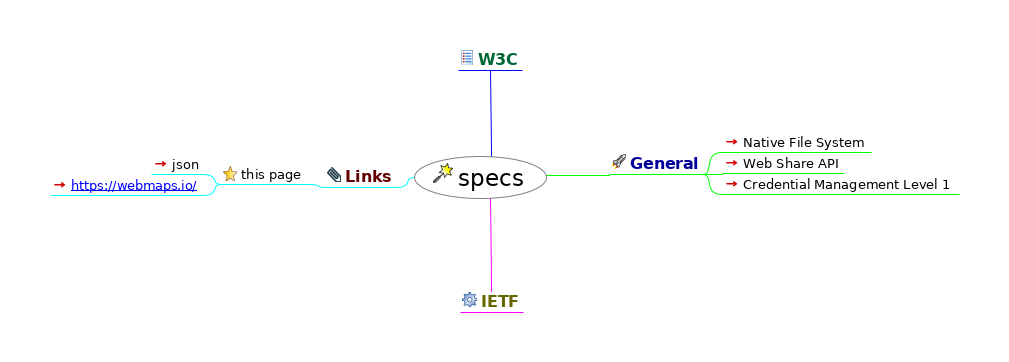 W3C
specs
General
Native File System
Web Share API
Credential Management Level 1
Links
this page
json
https://webmaps.io/
IETF